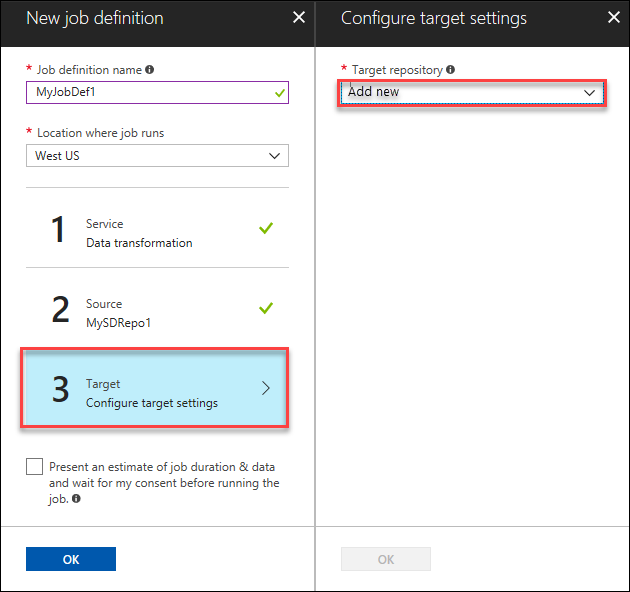 New job definition
* Job definition name
MyJobDef1
* Location where job runs
West US
1
Service
Data transformation
2
Source
MySDRepo1
3
Target
Configure target settings
Present an estimate of job duration & data
and wait for my consent before running the
job.
OK
Configure target settings
* Target repository
Add new
OK